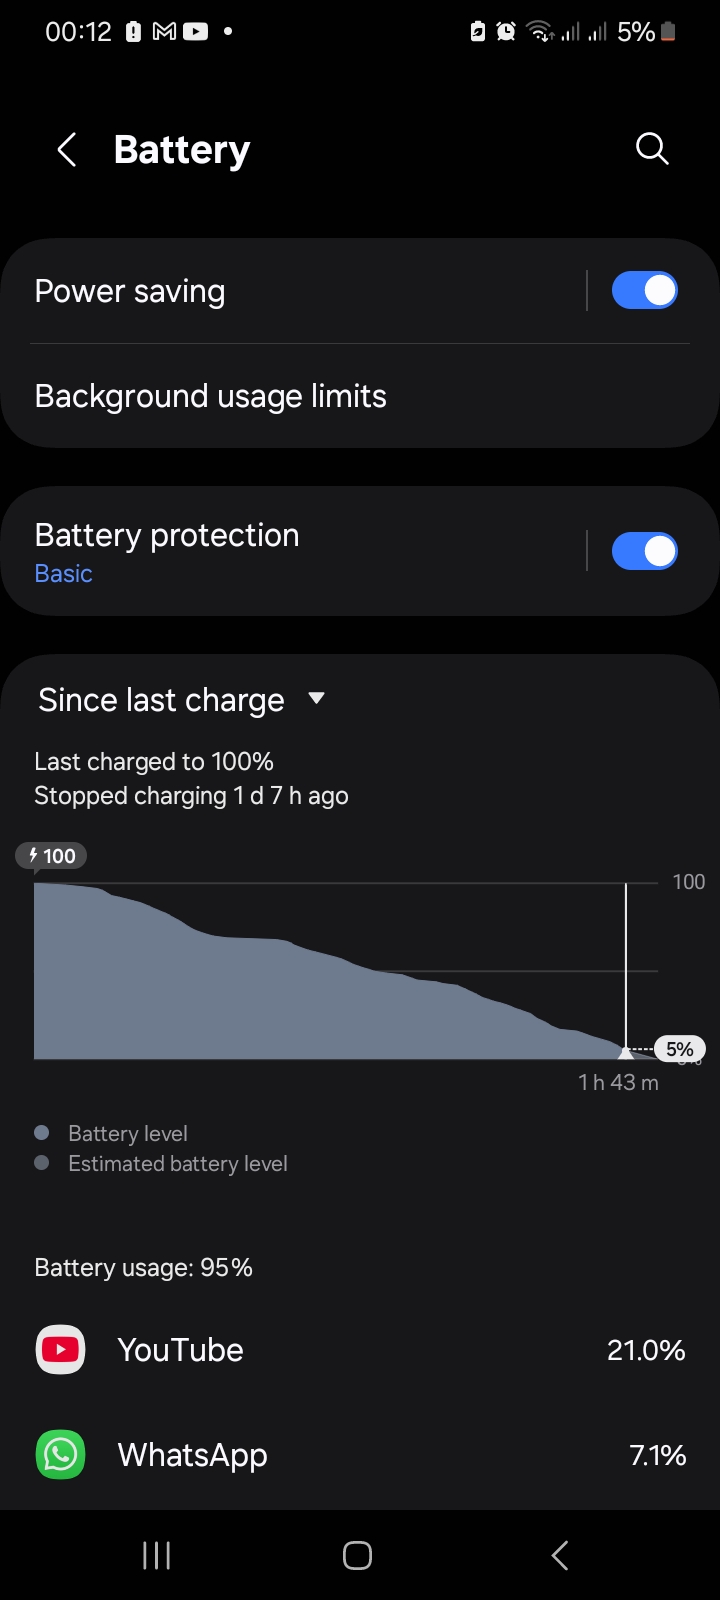 00:12
5%
Battery
Power saving
Background usage limits
Battery protection
Basic
Since last charge
Last charged to 100%
Stopped charging 1 d 7 h ago
100
100
5%
1 h 43 m
Battery level
Estimated battery level
Battery usage: 95%
YouTube 21.0%
WhatsApp 7.1%